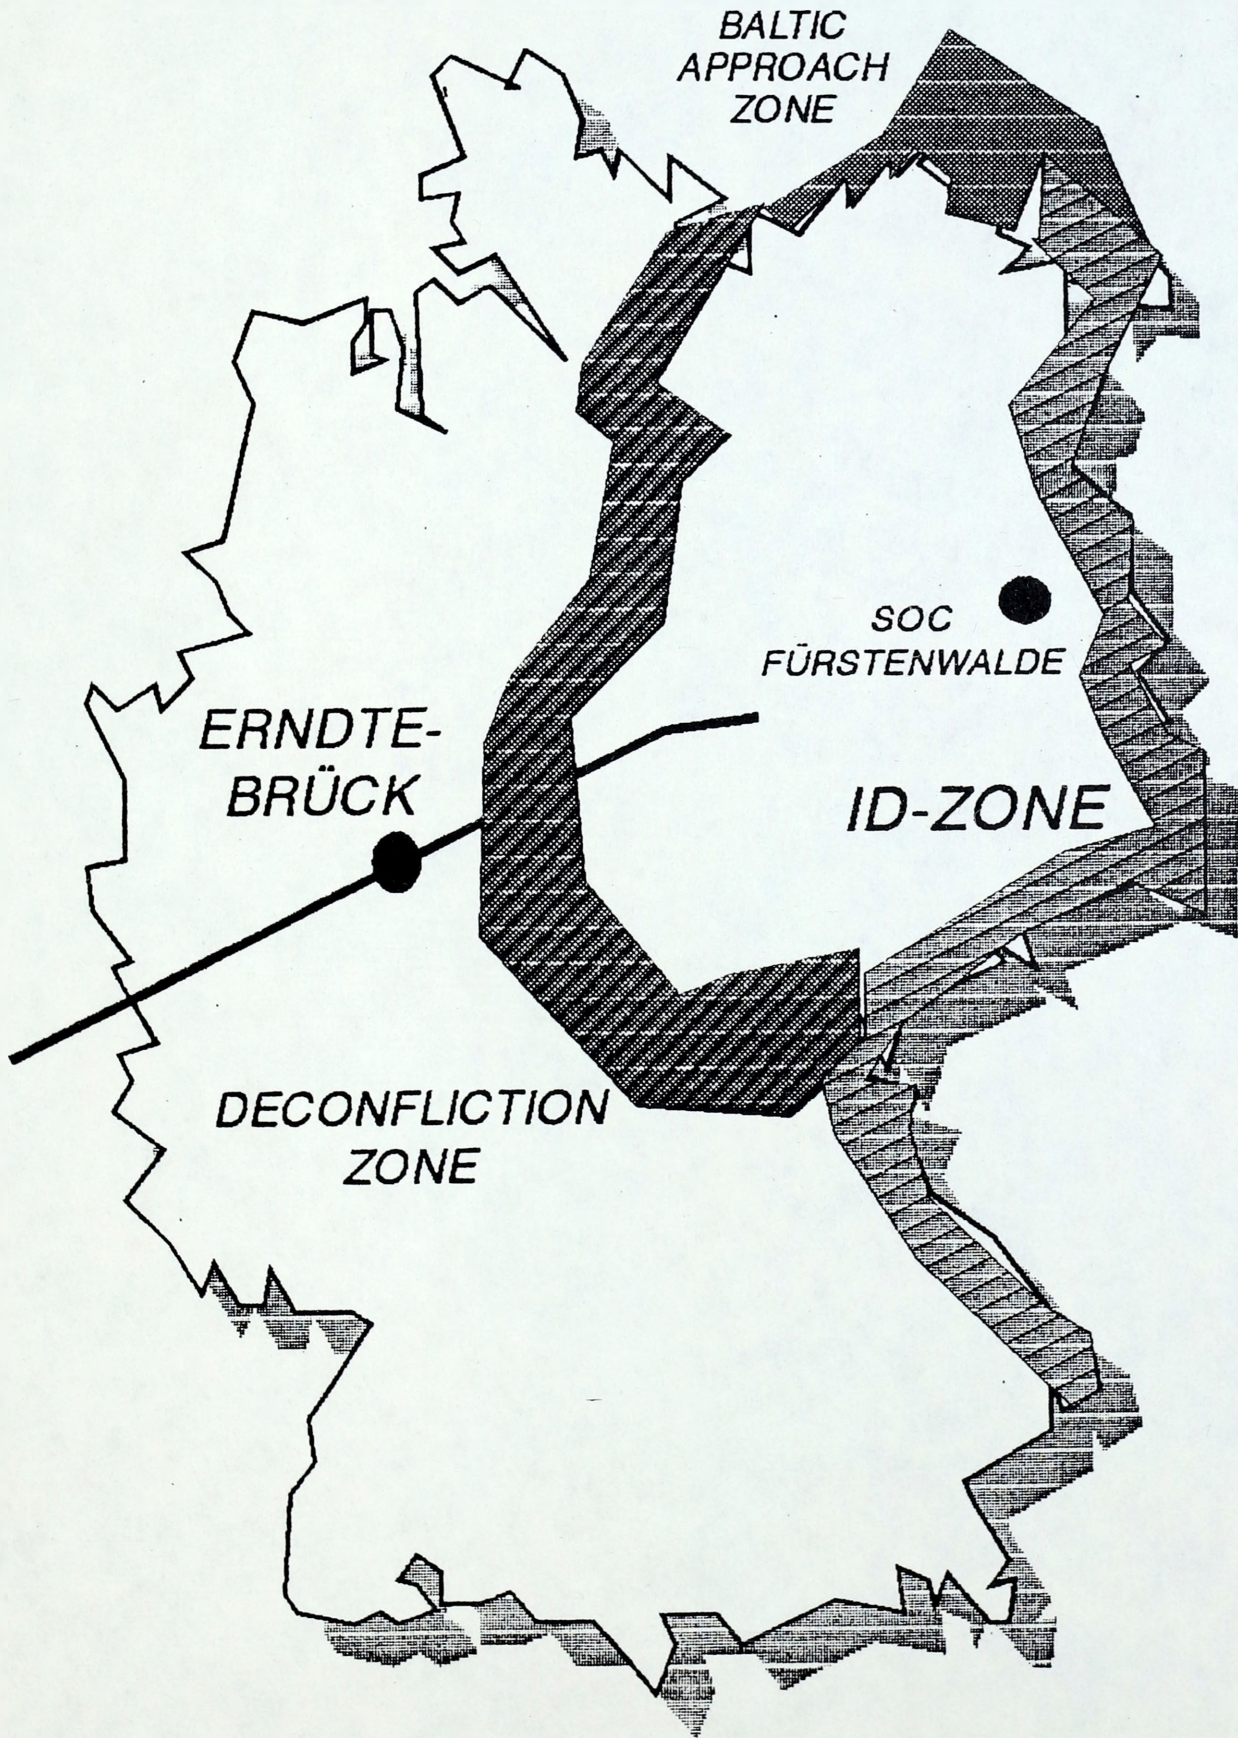 BALTIC
APPROACH
ZONE
SOC
FÜRSTENWALDE
ERNDTE-
BRÜCK
ID-ZONE
DECONFLICTION
ZONE